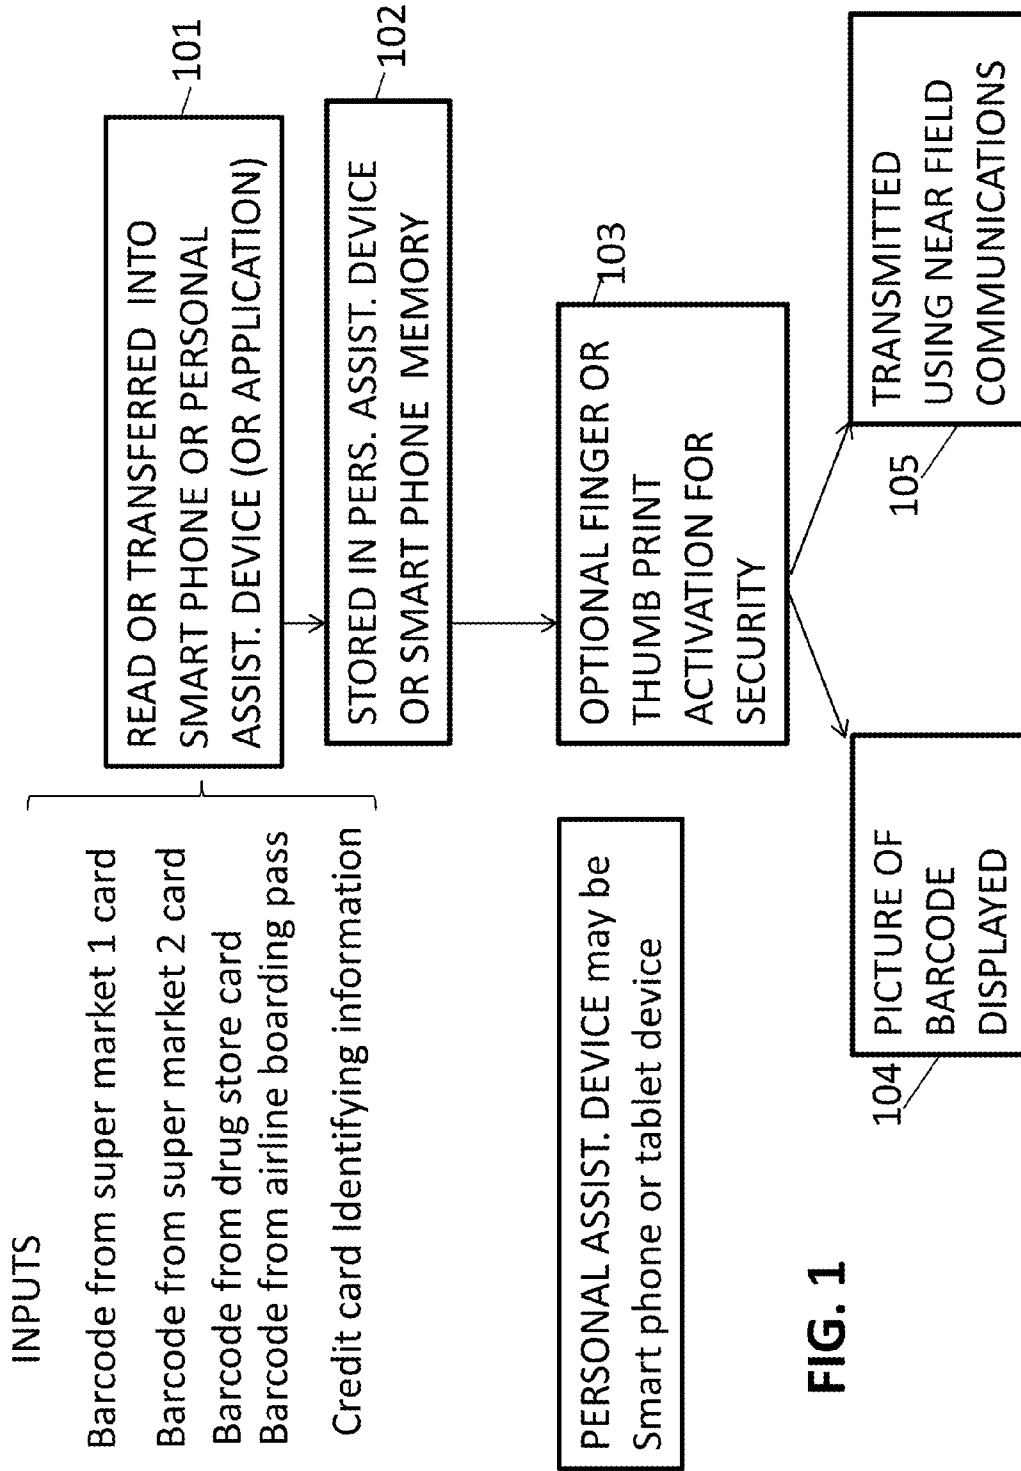 INPUTS
Barcode from super market 1 card
Barcode from super market 2 card
Barcode from drug store card
Barcode from airline boarding pass
Credit card Identifying information
READ OR TRANSFERRED INTO
SMART PHONE OR PERSONAL
ASSIST. DEVICE (OR APPLICATION)
101
STORED IN PERS. ASSIST. DEVICE
OR SMART PHONE MEMORY
102
PERSONAL ASSIST. DEVICE may be
Smart phone or tablet device
OPTIONAL FINGER OR
THUMB PRINT
ACTIVATION FOR
SECURITY
103
104
PICTURE OF
BARCODE
DISPLAYED
105
TRANSMITTED
USING NEAR FIELD
COMMUNICATIONS
FIG. 1